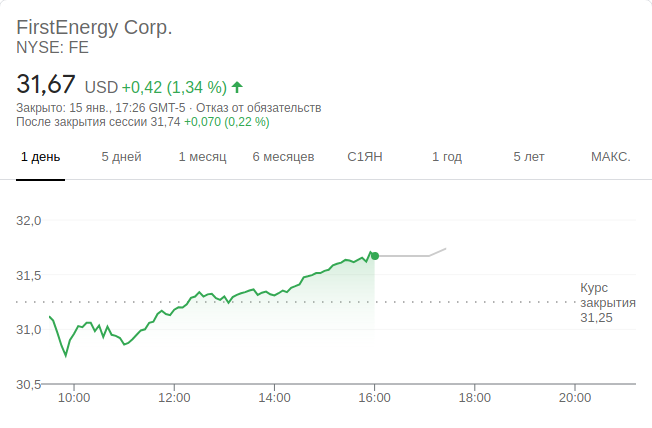 FirstEnergy Corp.
NYSE: FE
31,67 USD +0,42 (1,34 %)
Закрыто: 15 янв., 17:26 GMT-5 · Отказ от обязательств
После закрытия сессии 31,74 +0,070 (0,22 %)
1 день 5 дней 1 месяц 6 месяцев С1ЯН 1 год 5 лет МАКС.
32,0
31,5
Курс
закрытия
31,25
31,0
30,5
10:00 12:00 14:00 16:00 18:00 20:00